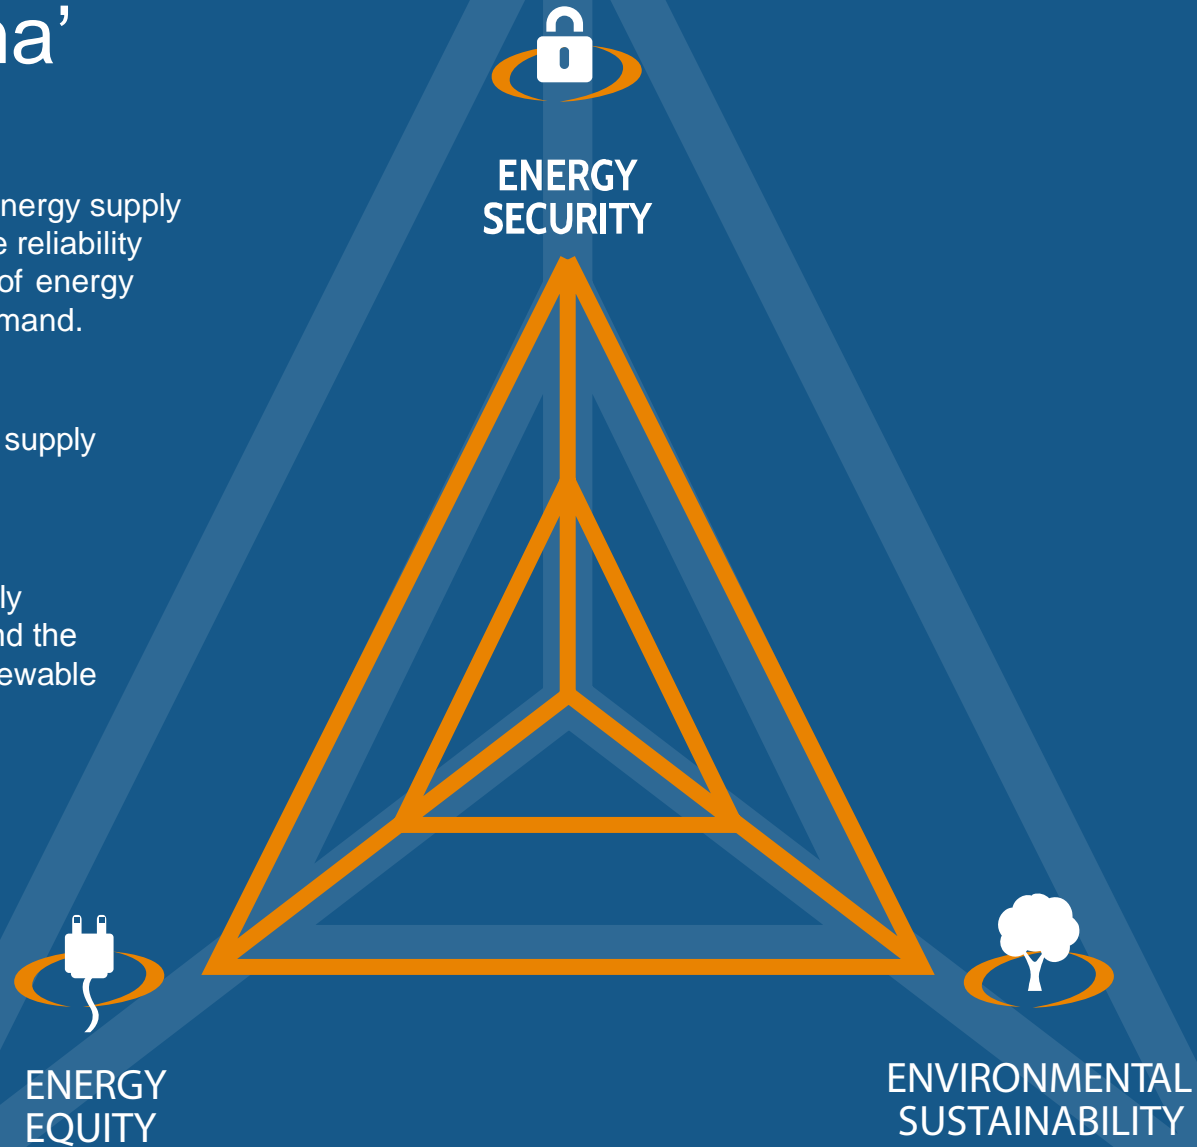 na’
nergy supply
e reliability
of energy
mand.
supply
ly
nd the
ewable
ENERGY
SECURITY
ENERGY
EQUITY
ENVIRONMENTAL
SUSTAINABILITY